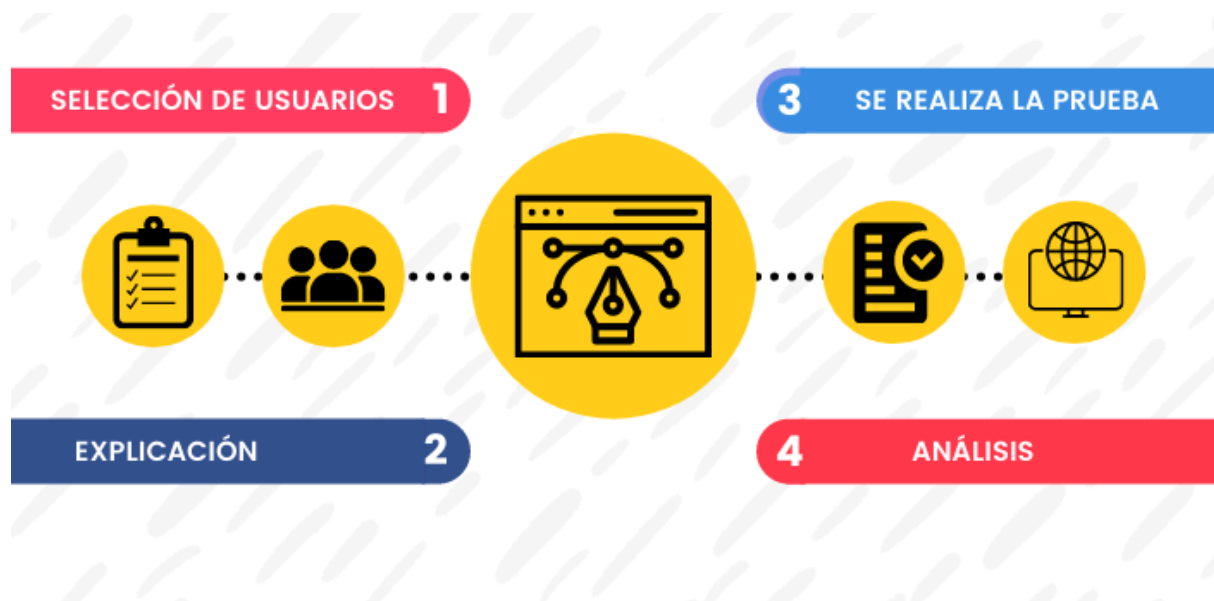 SELECCIÓN DE USUARIOS 1
EXPLICACIÓN 2
3 SE REALIZA LA PRUEBA
4 ANÁLISIS